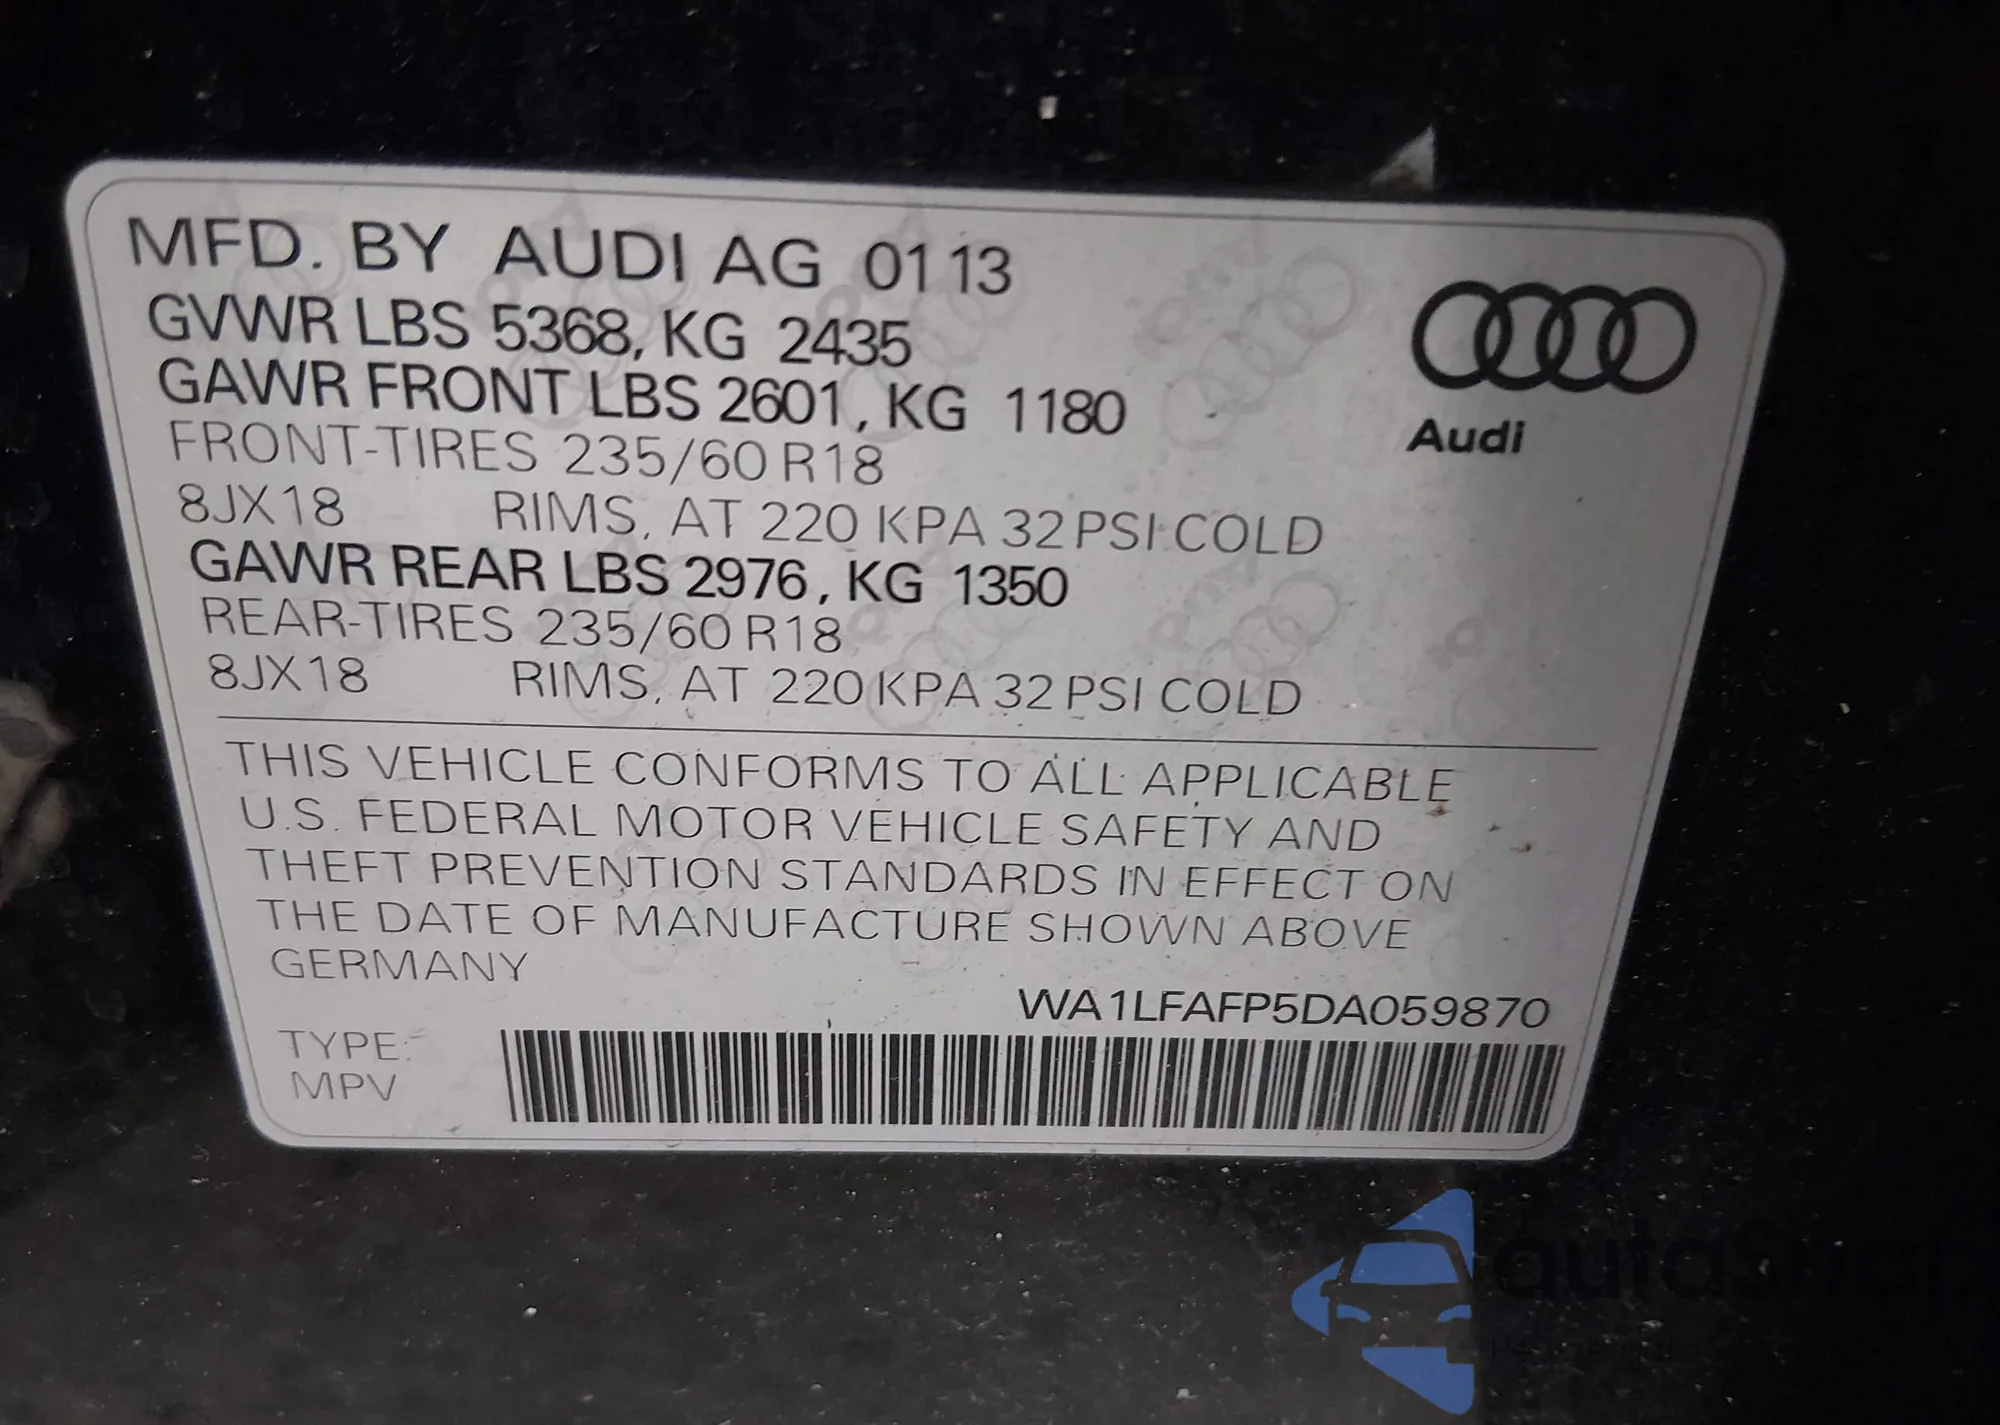 MFD. BY AUDI AG 01 13
GVWR LBS 5368, KG 2435
GAWR FRONT LBS 2601, KG 1180
FRONT-TIRES 235/60 R18
8JX18 RIMS, AT 220 KPA 32 PSI COLD
GAWR REAR LBS 2976, KG 1350
REAR-TIRES 235/60 R18
8JX18 RIMS, AT 220 KPA 32 PSI COLD
Audi
THIS VEHICLE CONFORMS TO ALL APPLICABLE
U.S. FEDERAL MOTOR VEHICLE SAFETY AND
THEFT PREVENTION STANDARDS IN EFFECT ON
THE DATE OF MANUFACTURE SHOWN ABOVE
GERMANY
WA1LFAFP5DA059870
TYPE:
MPV